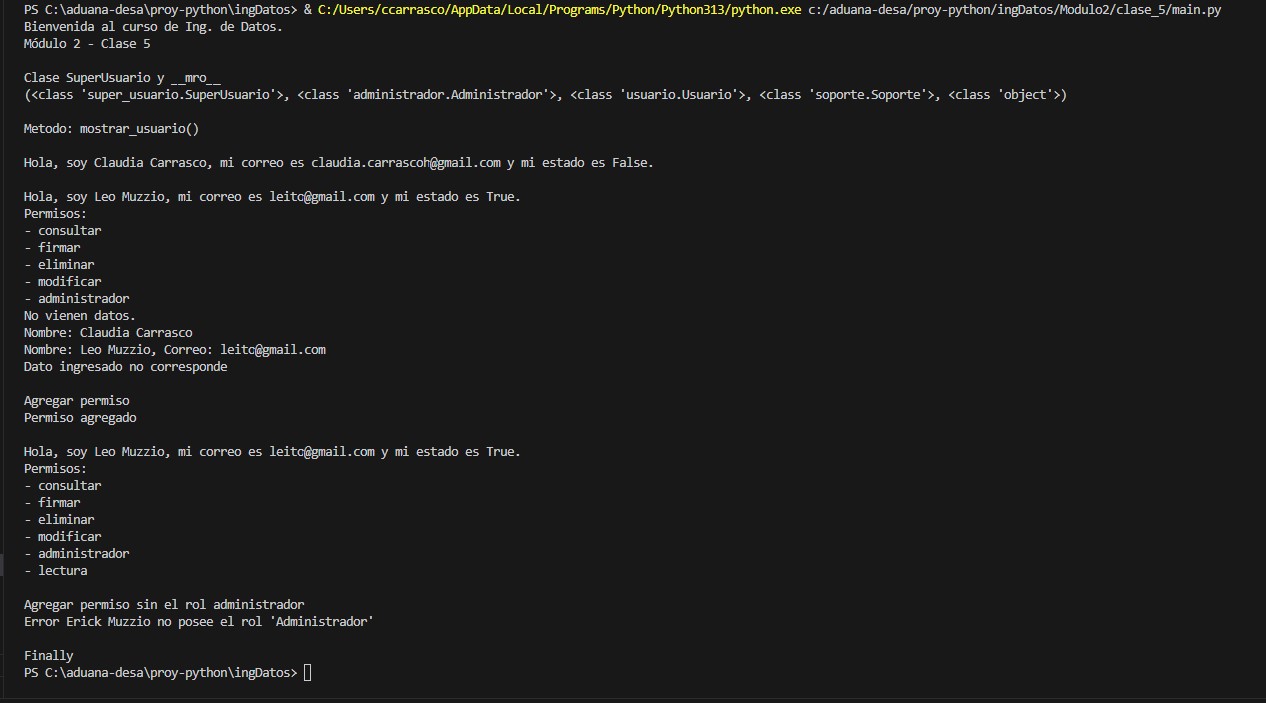 PS C:\aduana-desa\proy-python\ingDatos> & C:/Users/ccarrasco/AppData/Local/Programs/Python/Python313/python.exe c:/aduana-desa/proy-python/ingDatos/Modulo2/clase_5/main.py
Bienvenida al curso de Ing. de Datos.
Módulo 2 - Clase 5
Clase SuperUsuario y __mro__
(<class 'super_usuario.SuperUsuario'>, <class 'administrador.Administrador'>, <class 'usuario.Usuario'>, <class 'soporte.Soporte'>, <class 'object'>)
Metodo: mostrar_usuario()
Hola, soy Claudia Carrasco, mi correo es claudia.carrascoh@gmail.com y mi estado es False.
Hola, soy Leo Muzzio, mi correo es leito@gmail.com y mi estado es True.
Permisos:
- consultar
- firmar
- eliminar
- modificar
- administrador
No vienen datos.
Nombre: Claudia Carrasco
Nombre: Leo Muzzio, Correo: leito@gmail.com
Dato ingresado no corresponde
Agregar permiso
Permiso agregado
Hola, soy Leo Muzzio, mi correo es leito@gmail.com y mi estado es True.
Permisos:
- consultar
- firmar
- eliminar
- modificar
- administrador
- lectura
Agregar permiso sin el rol administrador
Error Erick Muzzio no posee el rol 'Administrador'
Finally
PS C:\aduana-desa\proy-python\ingDatos>